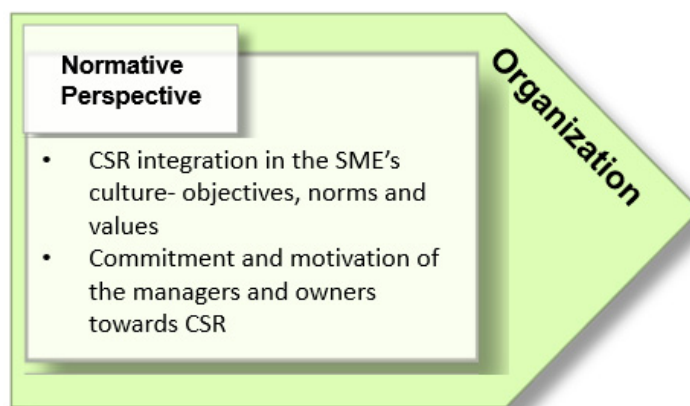 Normative
Perspective
• CSR integration in the SME’s
culture- objectives, norms and
values
• Commitment and motivation of
the managers and owners
towards CSR
Organization